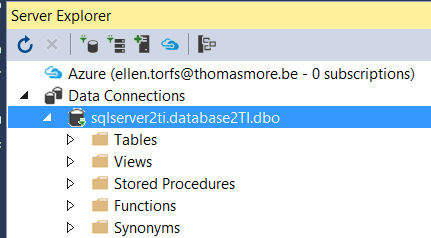 Server Explorer
Azure (ellen.torfs@thomasmore.be - 0 subscriptions)
Data Connections
sqlserver2ti.database2TI.dbo
Tables
Views
Stored Procedures
Functions
Synonyms